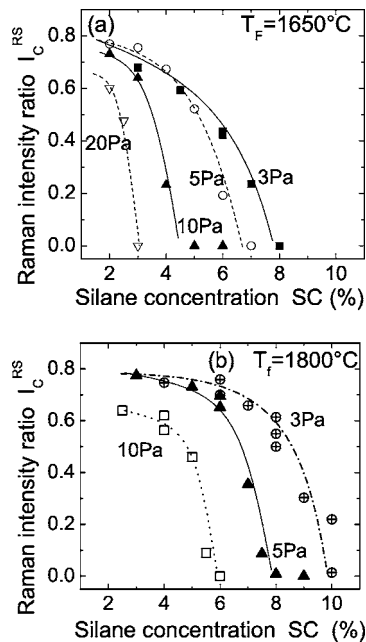 (a)
T_F=1650°C
Raman intensity ratio I_C^RS
0.8
0.6
0.4
0.2
0.0
20Pa
5Pa
3Pa
10Pa
2 4 6 8 10
Silane concentration SC (%)
(b)
T_f=1800°C
Raman intensity ratio I_C^RS
0.8
0.6
0.4
0.2
0.0
10Pa
3Pa
5Pa
2 4 6 8 10
Silane concentration SC (%)